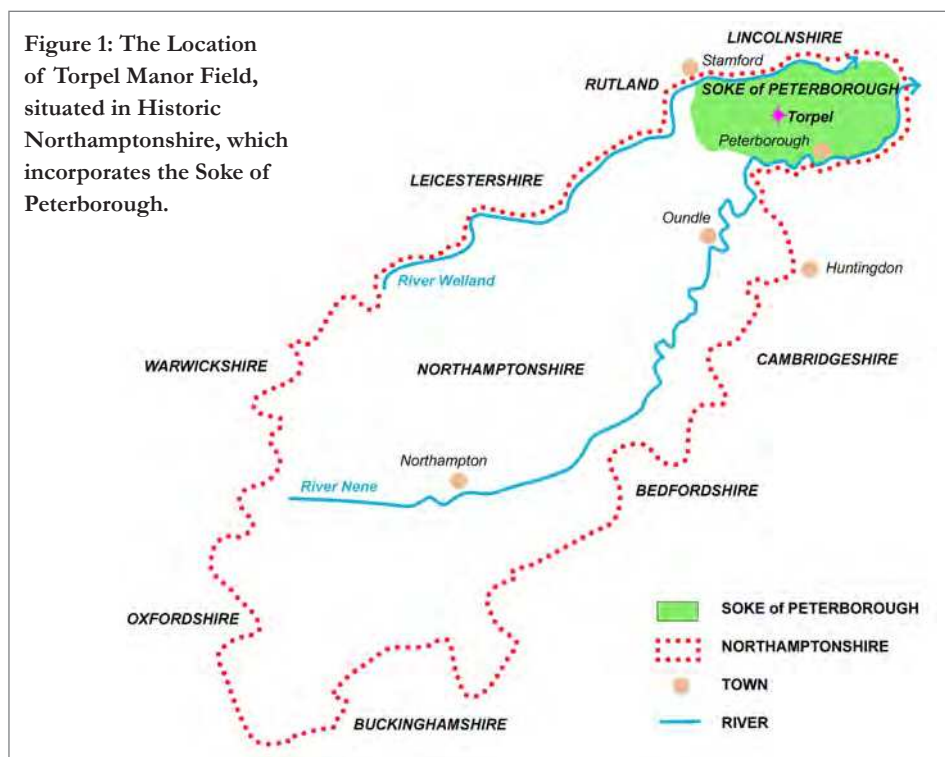 Figure 1: The Location
of Torpel Manor Field,
situated in Historic
Northamptonshire, which
incorporates the Soke of
Peterborough.
LINCOLNSHIRE
Stamford
RUTLAND
SOKE of PETERBOROUGH
Torpel
Peterborough
LEICESTERSHIRE
Oundle
River Welland
Huntingdon
WARWICKSHIRE
NORTHAMPTONSHIRE
CAMBRIDGESHIRE
Northampton
River Nene
BEDFORDSHIRE
OXFORDSHIRE
BUCKINGHAMSHIRE
SOKE of PETERBOROUGH
NORTHAMPTONSHIRE
TOWN
RIVER